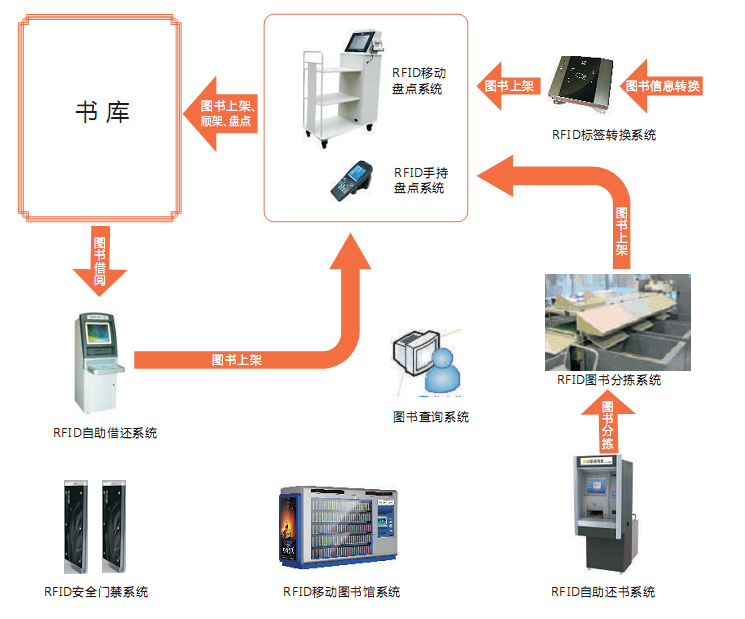 书库
图书上架、
顺架、盘点
RFID移动
盘点系统
RFID手持
盘点系统
图书上架
图书信息转换
RFID标签转换系统
图书上架
图书借阅
图书上架
RFID自助借还系统
图书查询系统
RFID图书分拣系统
图书分拣
RFID安全门禁系统
RFID移动图书馆系统
RFID自助还书系统